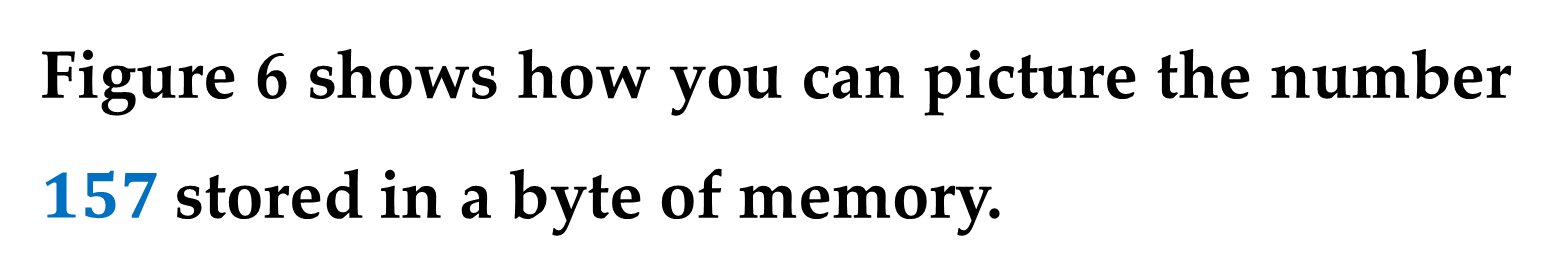 Figure 6 shows how you can picture the number
157 stored in a byte of memory.